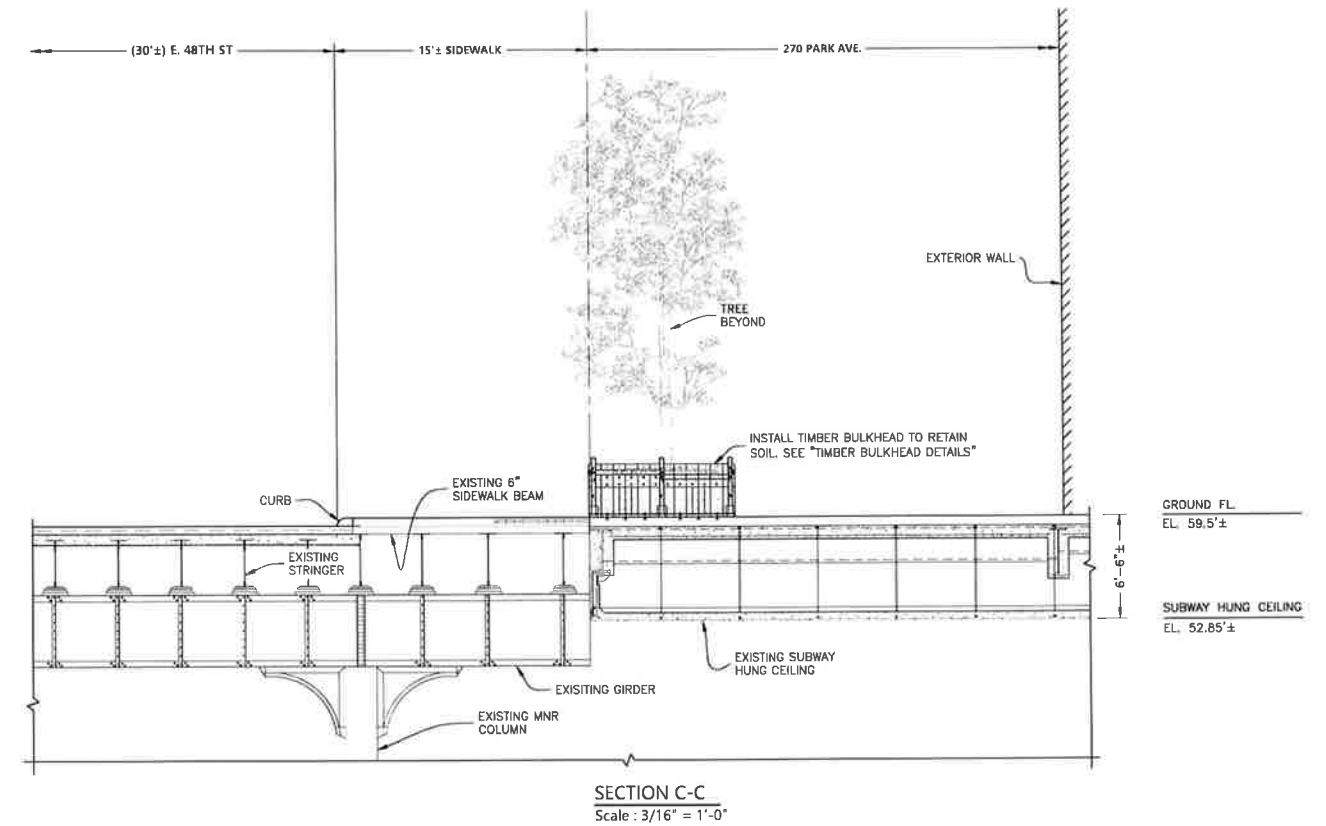 (30'±) E. 48TH ST
15'± SIDEWALK
270 PARK AVE.
EXTERIOR WALL
TREE
BEYOND
INSTALL TIMBER BULKHEAD TO RETAIN
SOIL. SEE "TIMBER BULKHEAD DETAILS"
EXISTING 6"
SIDEWALK BEAM
CURB
GROUND FL.
EL. 59.5'±
EXISTING
STRINGER
6'-9"±
SUBWAY HUNG CEILING
EL. 52.85'±
EXISTING SUBWAY
HUNG CEILING
EXISITING GIRDER
EXISTING MNR
COLUMN
SECTION C-C
Scale : 3/16" = 1'-0"